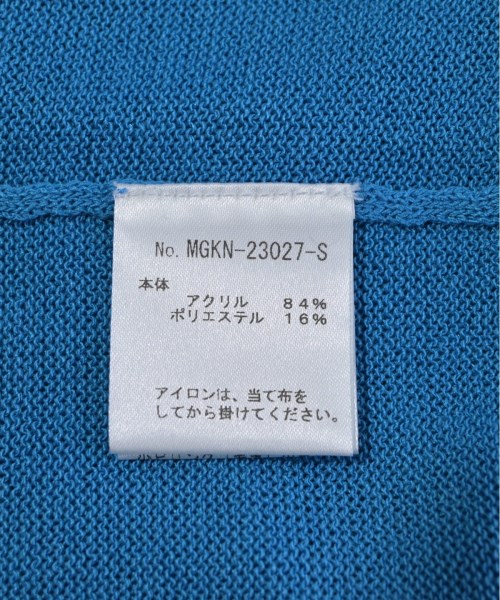 No. MGKN-23027-S
本体
アクリル 84%
ポリエステル 16%
アイロンは、当て布を
してから掛けてください。